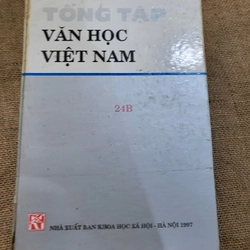 TỔNG TẬP
VĂN HỌC
VIỆT NAM
24B
NHÀ XUẤT BẢN KHOA HỌC XÃ HỘI - HÀ NỘI 1997